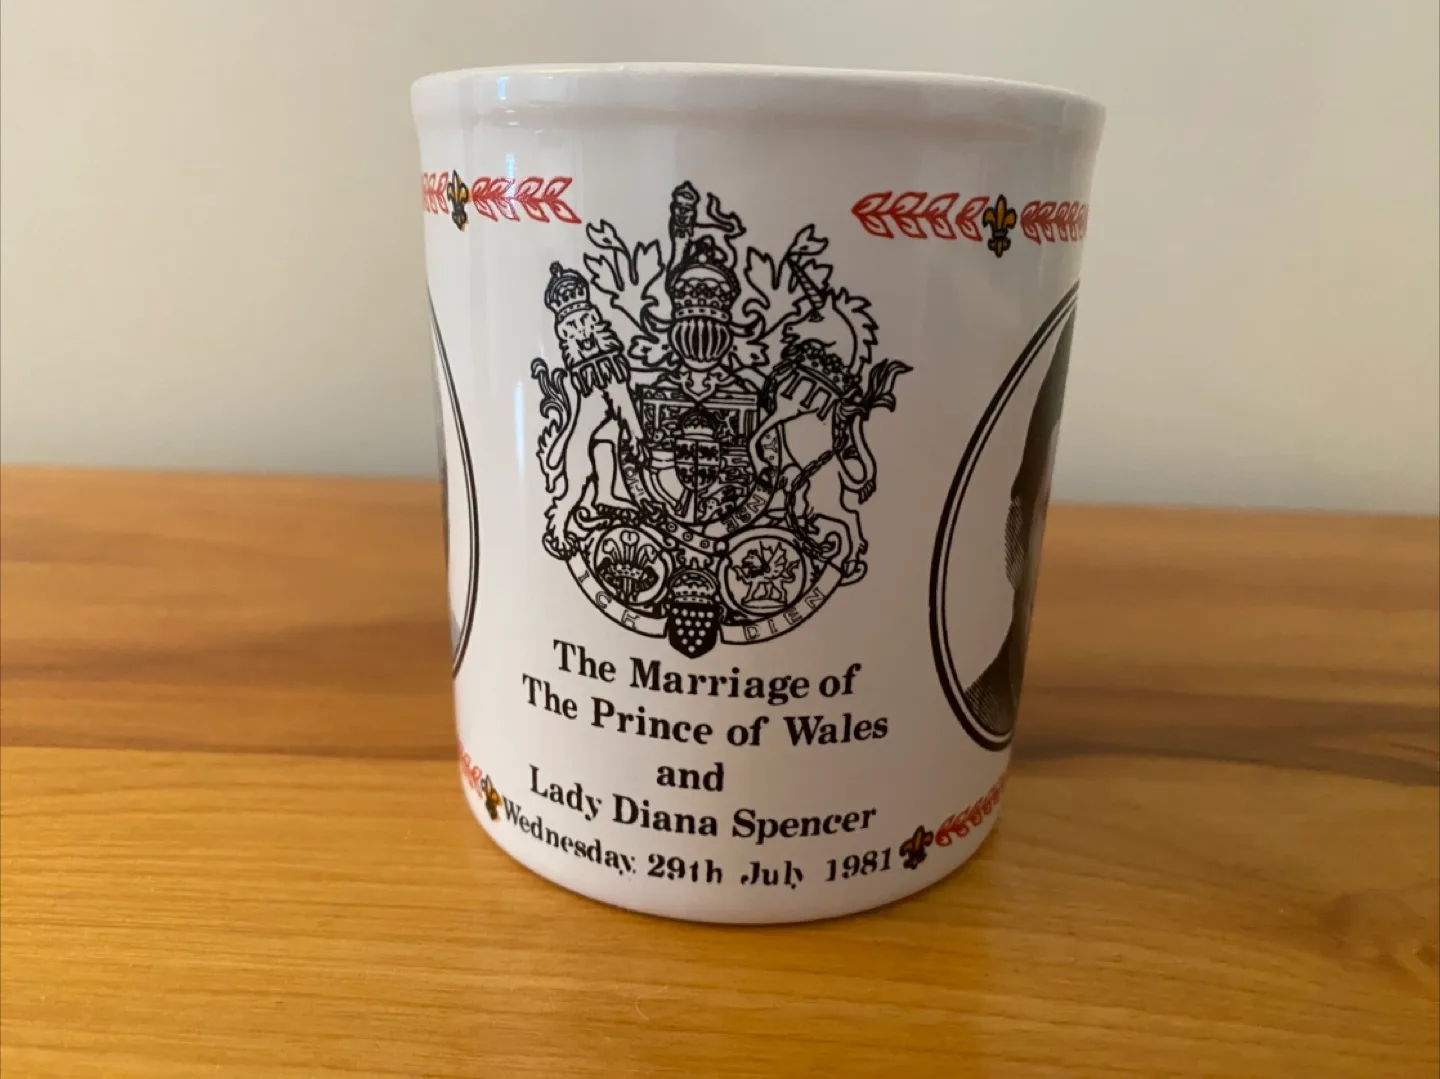 ICH DIEN
The Marriage of
The Prince of Wales
and
Lady Diana Spencer
Wednesday. 29th July 1981